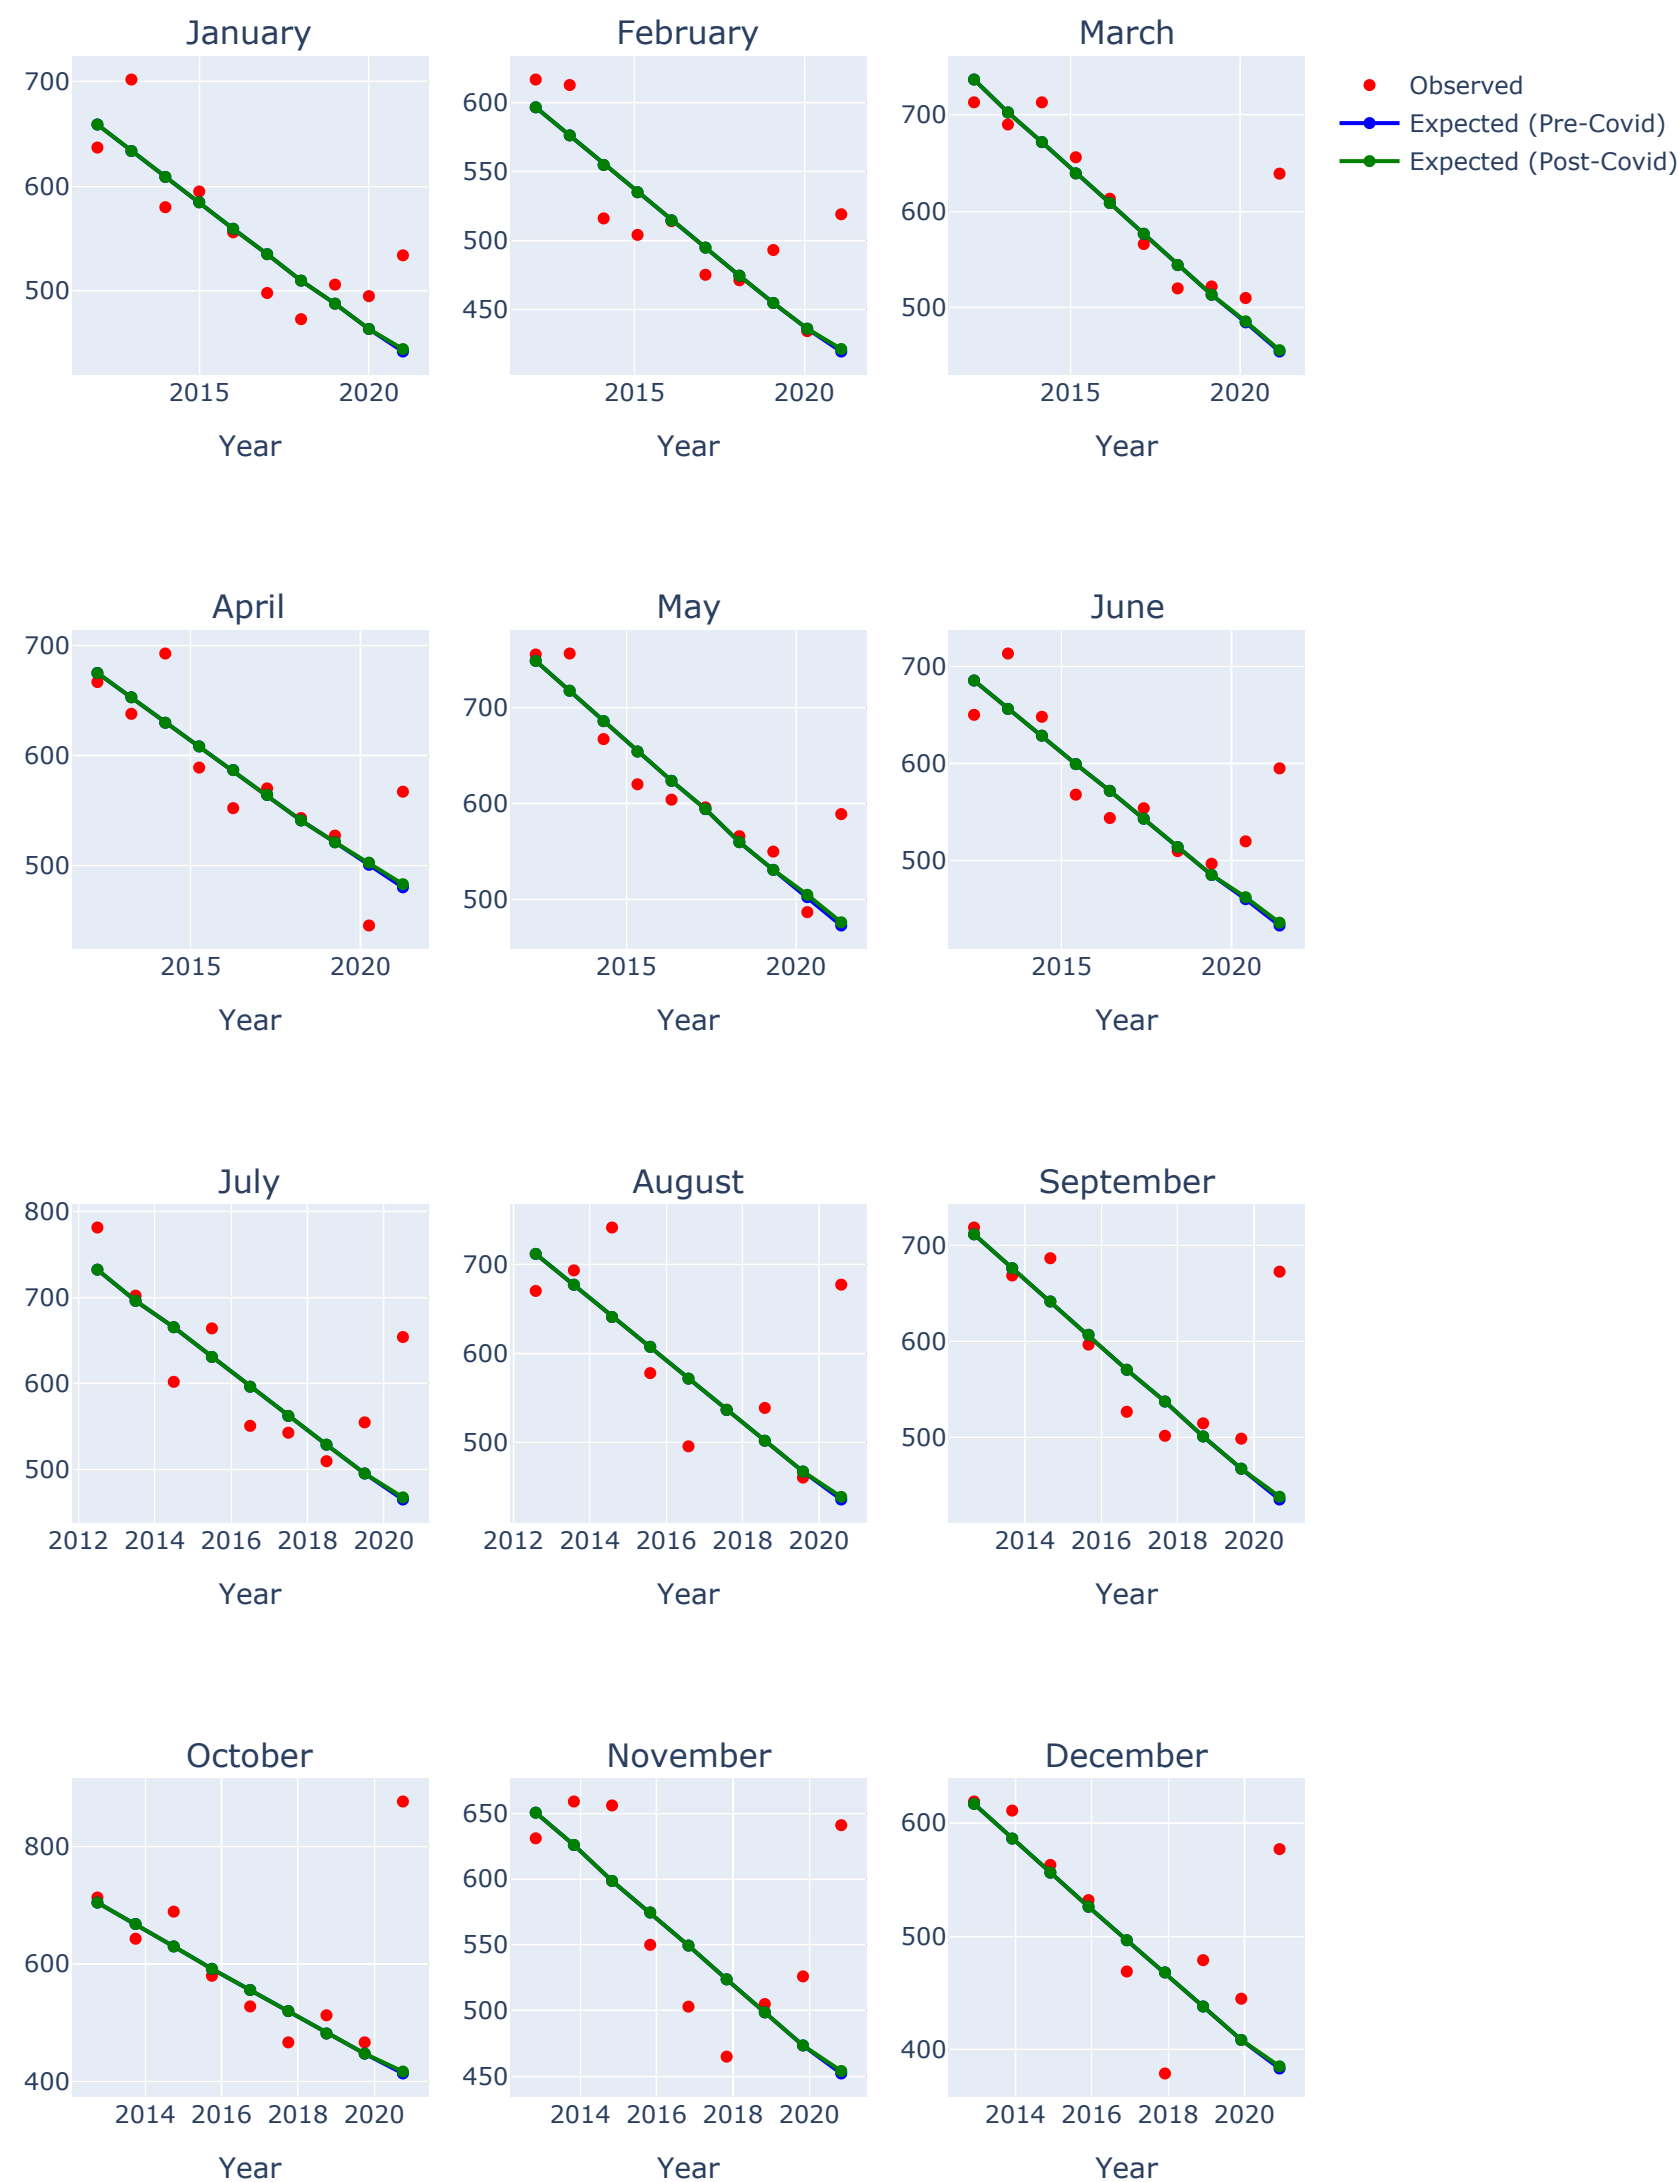 January
February
March
700
600
500
2015
2020
Year
600
550
500
450
2015
2020
Year
700
600
500
2015
2020
Year
Observed
Expected (Pre-Covid)
Expected (Post-Covid)
April
May
June
700
600
500
2015
2020
Year
700
600
500
2015
2020
Year
700
600
500
2015
2020
Year
July
August
September
800
700
600
500
2012 2014 2016 2018 2020
Year
700
600
500
2012 2014 2016 2018 2020
Year
700
600
500
2014 2016 2018 2020
Year
October
November
December
800
600
400
2014 2016 2018 2020
Year
650
600
550
500
450
2014 2016 2018 2020
Year
600
500
400
2014 2016 2018 2020
Year